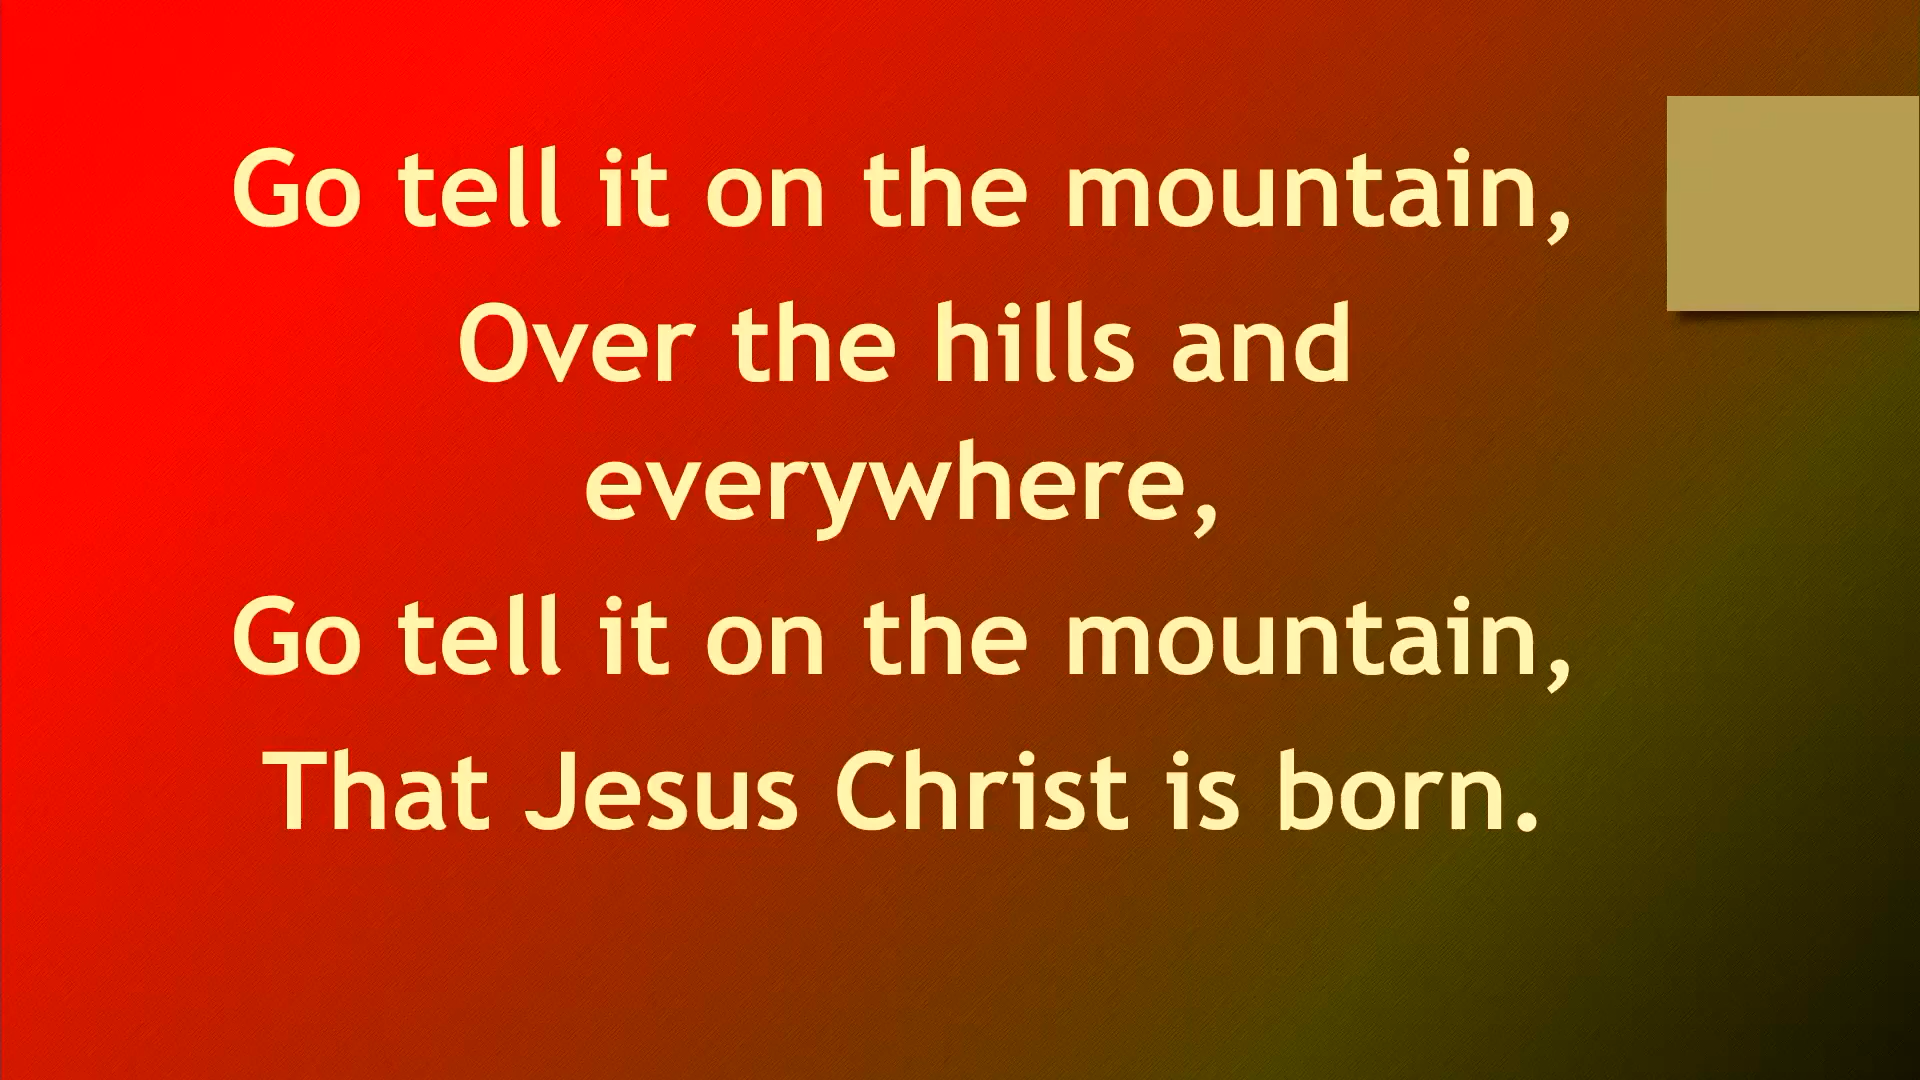 Go tell it on the mountain,
Over the hills and
everywhere,
Go tell it on the mountain,
That Jesus Christ is born.